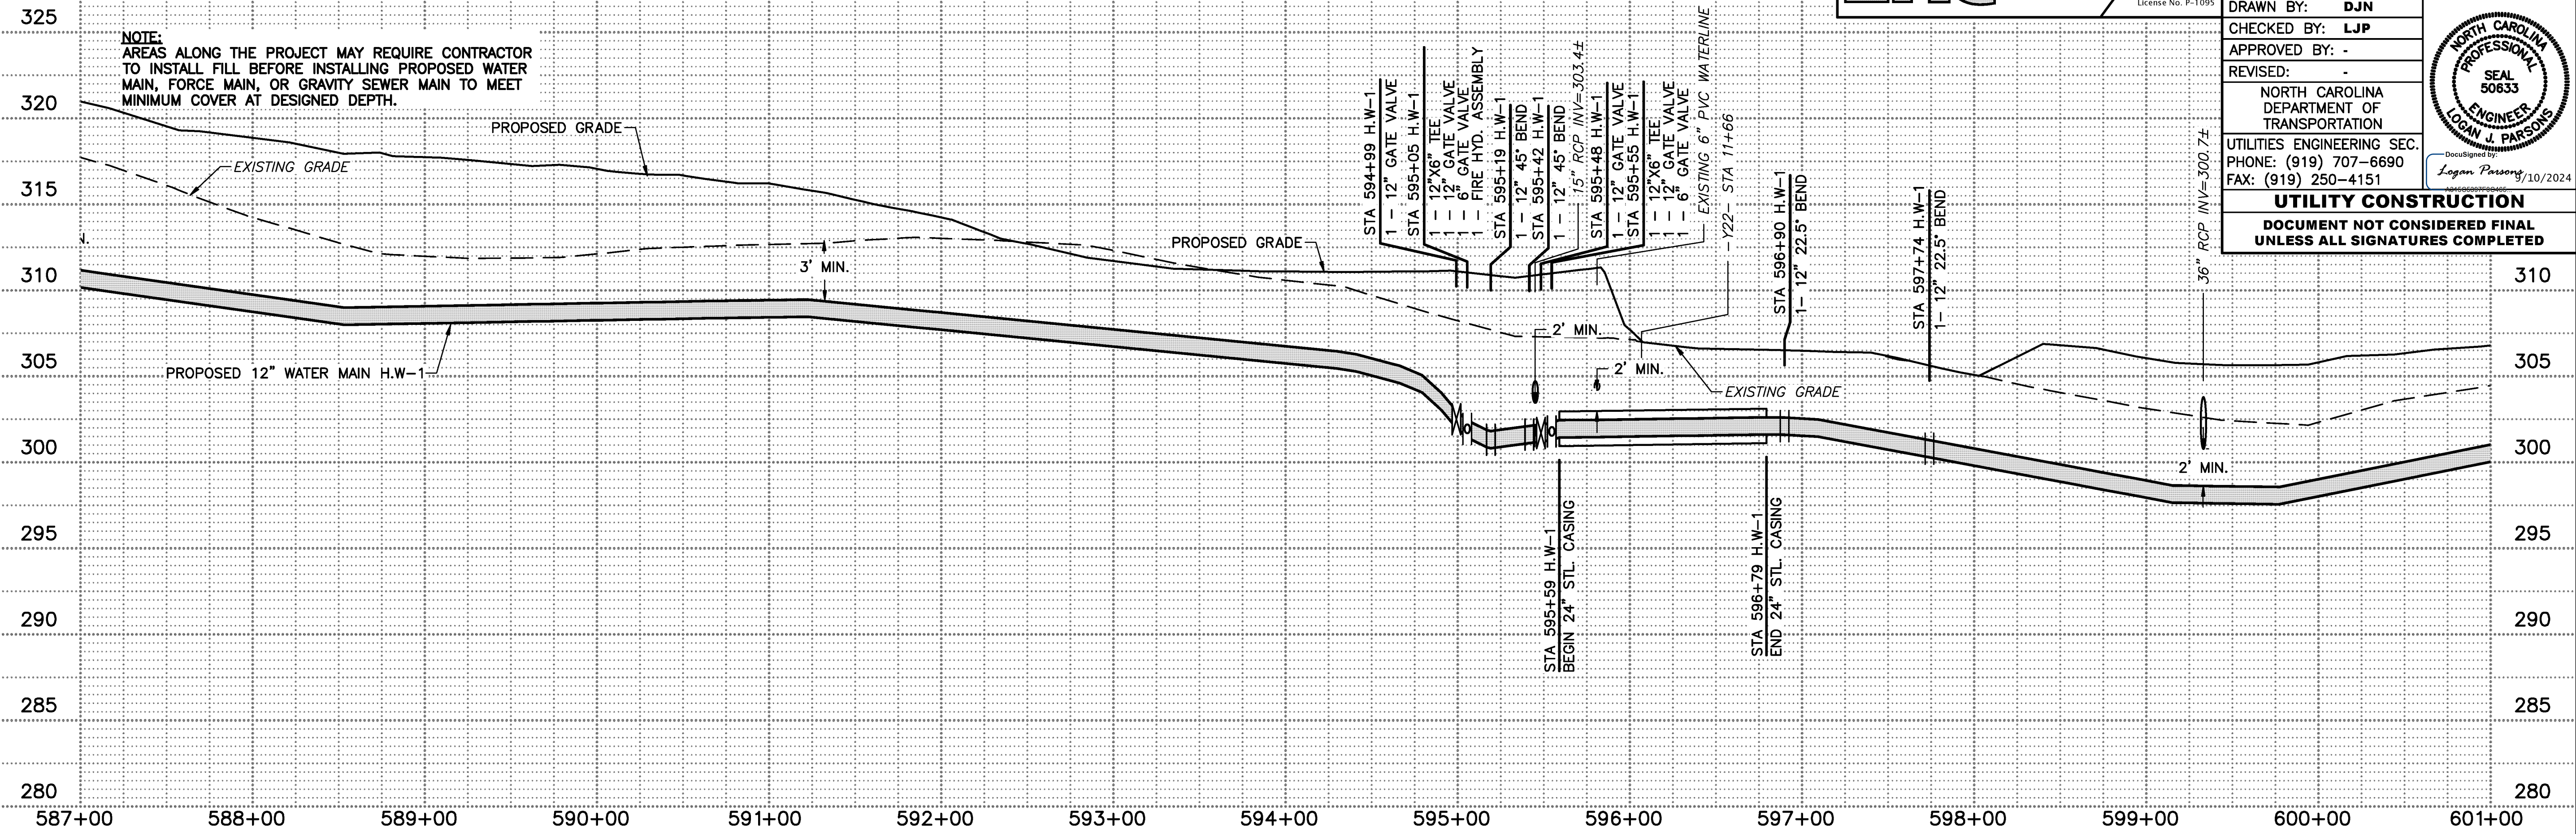 325
320
315
310
305
300
295
290
285
280
NOTE:
AREAS ALONG THE PROJECT MAY REQUIRE CONTRACTOR
TO INSTALL FILL BEFORE INSTALLING PROPOSED WATER
MAIN, FORCE MAIN, OR GRAVITY SEWER MAIN TO MEET
MINIMUM COVER AT DESIGNED DEPTH.
PROPOSED GRADE
EXISTING GRADE
3' MIN.
PROPOSED 12" WATER MAIN H.W-1
PROPOSED GRADE
STA 594+99 H.W-1
1 - 12" GATE VALVE
STA 595+05 H.W-1
1 - 12"X6" TEE
1 - 12" GATE VALVE
1 - 6" GATE VALVE
1 - FIRE HYD. ASSEMBLY
STA 595+19 H.W-1
1 - 12" 45° BEND
STA 595+42 H.W-1
1 - 12" 45° BEND
15" RCP INV=303.4±
STA 595+48 H.W-1
1 - 12" GATE VALVE
STA 595+55 H.W-1
1 - 12"X6" TEE
1 - 12" GATE VALVE
1 - 6" GATE VALVE
EXISTING 6" PVC WATERLINE
-Y22- STA 11+66
2' MIN.
2' MIN.
EXISTING GRADE
STA 596+90 H.W-1
1- 12" 22.5° BEND
STA 597+74 H.W-1
1- 12" 22.5° BEND
36" RCP INV=300.7±
2' MIN.
STA 595+59 H.W-1
BEGIN 24" STL. CASING
STA 596+79 H.W-1
END 24" STL. CASING
License No. P-1095
DRAWN BY: DJN
CHECKED BY: LJP
APPROVED BY: -
REVISED: -
NORTH CAROLINA
DEPARTMENT OF
TRANSPORTATION
UTILITIES ENGINEERING SEC.
PHONE: (919) 707-6690
FAX: (919) 250-4151
NORTH CAROLINA
PROFESSIONAL
SEAL
50633
ENGINEER
LOGAN J. PARSONS
DocuSigned by:
Logan Parsons
9/10/2024
UTILITY CONSTRUCTION
DOCUMENT NOT CONSIDERED FINAL
UNLESS ALL SIGNATURES COMPLETED
310
305
300
295
290
285
280
587+00 588+00 589+00 590+00 591+00 592+00 593+00 594+00 595+00 596+00 597+00 598+00 599+00 600+00 601+00